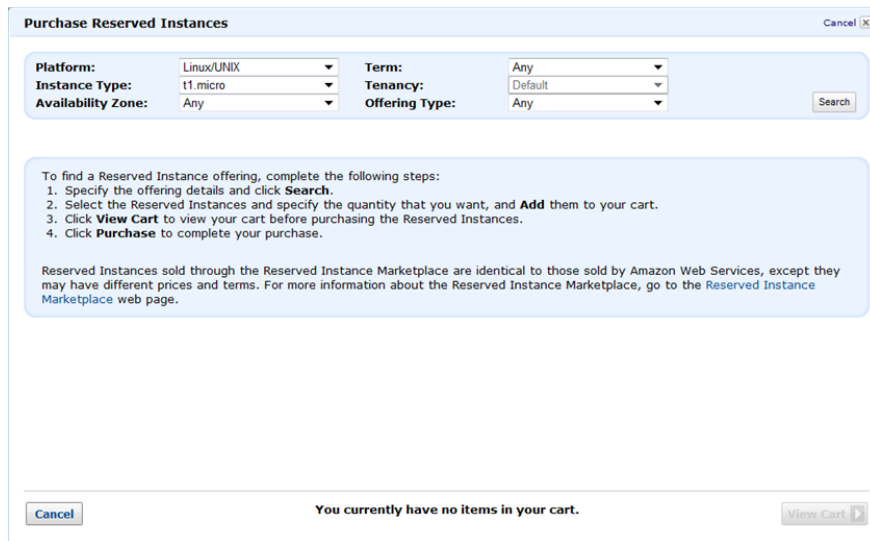 Purchase Reserved Instances
Cancel
Platform: Linux/UNIX Term: Any
Instance Type: t1.micro Tenancy: Default
Availability Zone: Any Offering Type: Any
Search
To find a Reserved Instance offering, complete the following steps:
1. Specify the offering details and click Search.
2. Select the Reserved Instances and specify the quantity that you want, and Add them to your cart.
3. Click View Cart to view your cart before purchasing the Reserved Instances.
4. Click Purchase to complete your purchase.
Reserved Instances sold through the Reserved Instance Marketplace are identical to those sold by Amazon Web Services, except they
may have different prices and terms. For more information about the Reserved Instance Marketplace, go to the Reserved Instance
Marketplace web page.
Cancel
You currently have no items in your cart.
View Cart